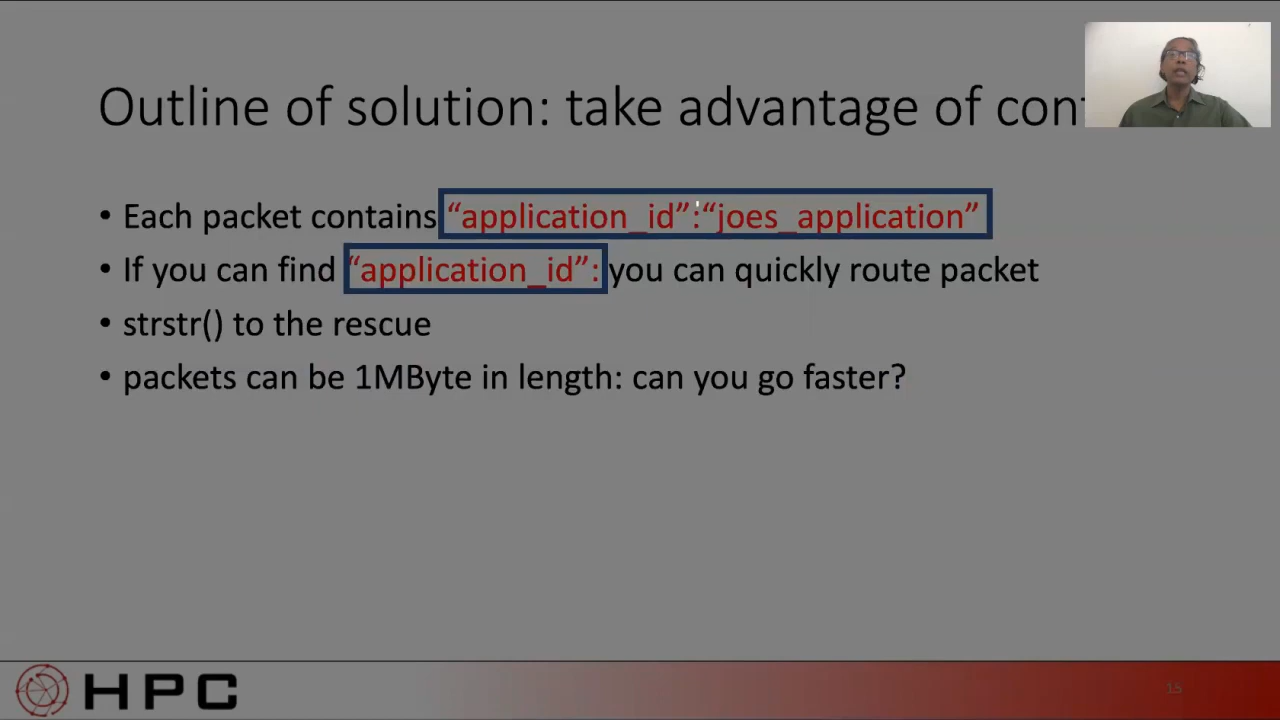 Outline of solution: take advantage of
• Each packet contains “application_id”:“joes_application”
• If you can find “application_id”: you can quickly route packet
• strstr() to the rescue
• packets can be 1MByte in length: can you go faster?
HPC